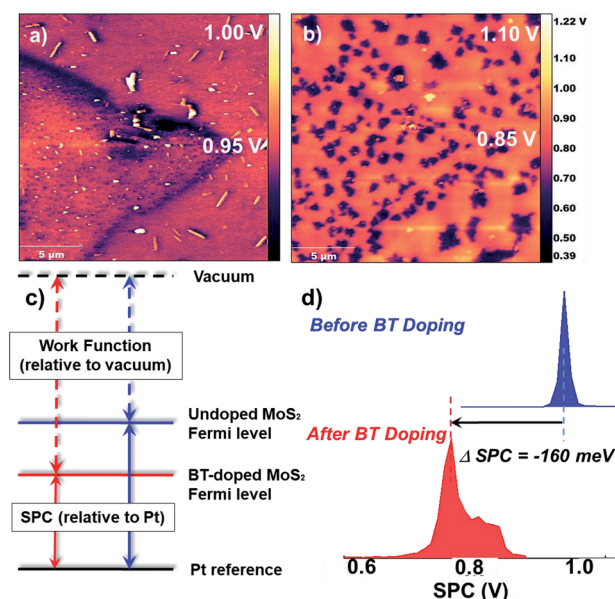 a)
1.00 V
0.95 V
5 µm
b)
1.10 V
0.85 V
5 µm
1.22 V
1.10
1.00
0.90
0.80
0.70
0.60
0.50
0.39
c)
Vacuum
Work Function
(relative to vacuum)
Undoped MoS₂
Fermi level
BT-doped MoS₂
Fermi level
SPC (relative to Pt)
Pt reference
d)
Before BT Doping
After BT Doping
Δ SPC = -160 meV
0.6
0.8
1.0
SPC (V)